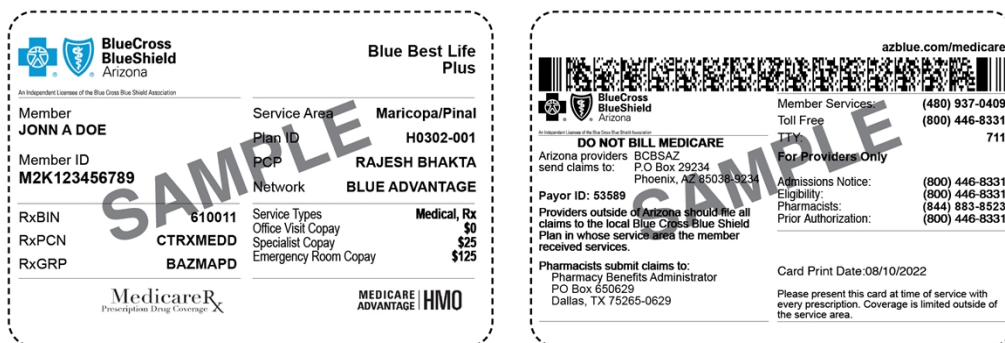 BlueCross
BlueShield
Arizona
An Independent Licensee of the Blue Cross Blue Shield Association
Blue Best Life
Plus
Member
JONN A DOE
Member ID
M2K123456789
RxBIN 610011
RxPCN CTRXMEDD
RxGRP BAZMAPD
Service Area Maricopa/Pinal
Plan ID H0302-001
PCP RAJESH BHAKTA
Network BLUE ADVANTAGE
Service Types Medical, Rx
Office Visit Copay $0
Specialist Copay $25
Emergency Room Copay $125
SAMPLE
MedicareRx
Prescription Drug Coverage
MEDICARE
ADVANTAGE HMO
azblue.com/medicare
BlueCross
BlueShield
Arizona
An Independent Licensee of the Blue Cross Blue Shield Association
DO NOT BILL MEDICARE
Arizona providers BCBSAZ
send claims to: P.O Box 29234
Phoenix, AZ 85038-9234
Payor ID: 53589
Providers outside of Arizona should file all
claims to the local Blue Cross Blue Shield
Plan in whose service area the member
received services.
Pharmacists submit claims to:
Pharmacy Benefits Administrator
PO Box 650629
Dallas, TX 75265-0629
Member Services: (480) 937-0409
Toll Free (800) 446-8331
TTY: 711
For Providers Only
Admissions Notice: (800) 446-8331
Eligibility: (800) 446-8331
Pharmacists: (844) 883-8523
Prior Authorization: (800) 446-8331
Card Print Date:08/10/2022
Please present this card at time of service with
every prescription. Coverage is limited outside of
the service area.
SAMPLE